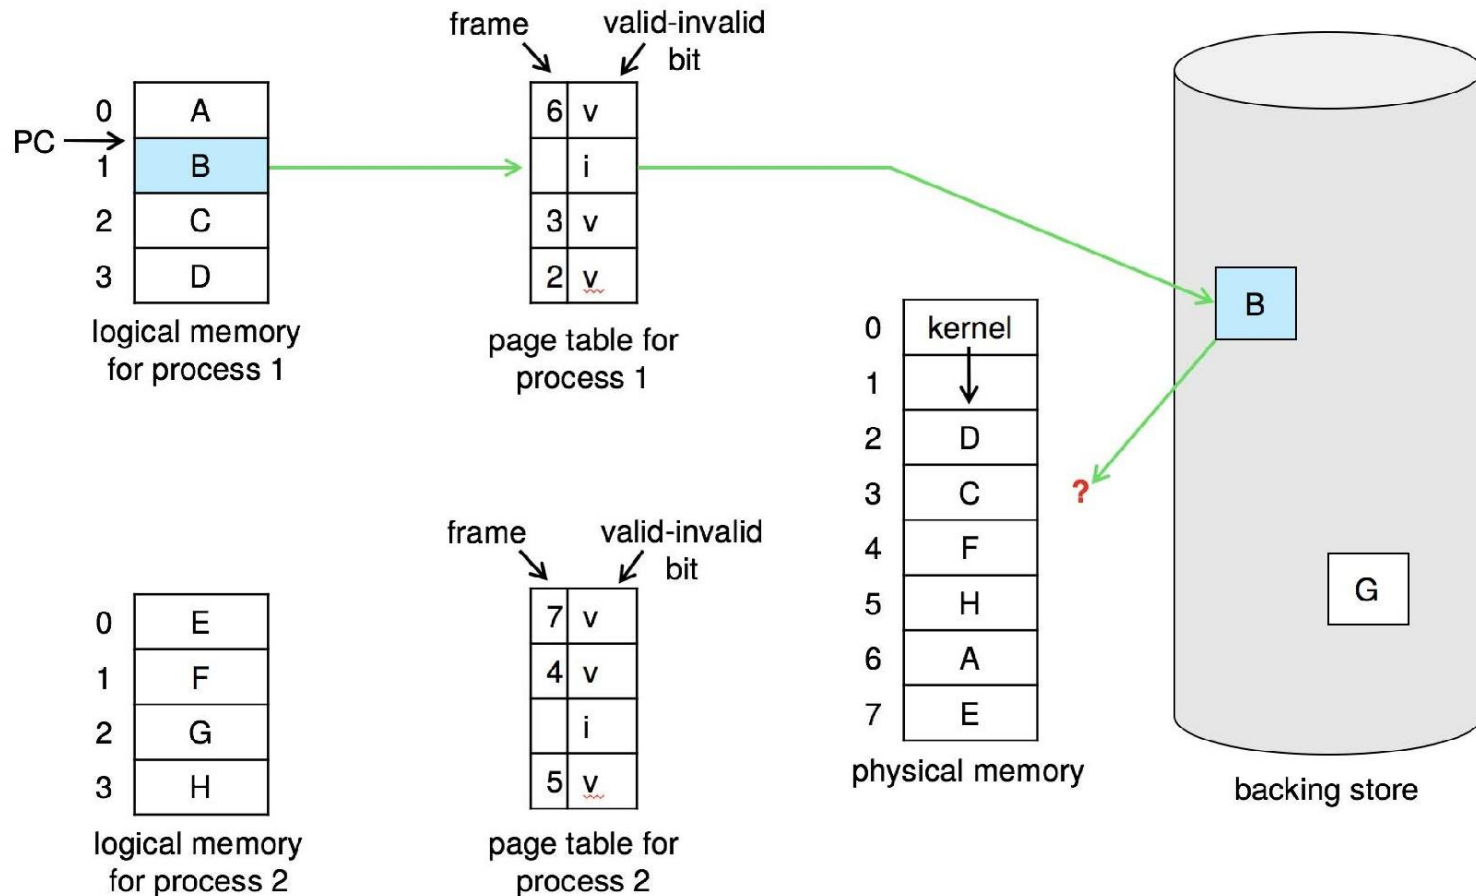 frame
valid-invalid
bit
PC
0 A
1 B
2 C
3 D
logical memory
for process 1
6 v
i
3 v
2 v
page table for
process 1
0 kernel
1
2 D
3 C
4 F
5 H
6 A
7 E
physical memory
?
B
G
backing store
frame
valid-invalid
bit
0 E
1 F
2 G
3 H
logical memory
for process 2
7 v
4 v
i
5 v
page table for
process 2